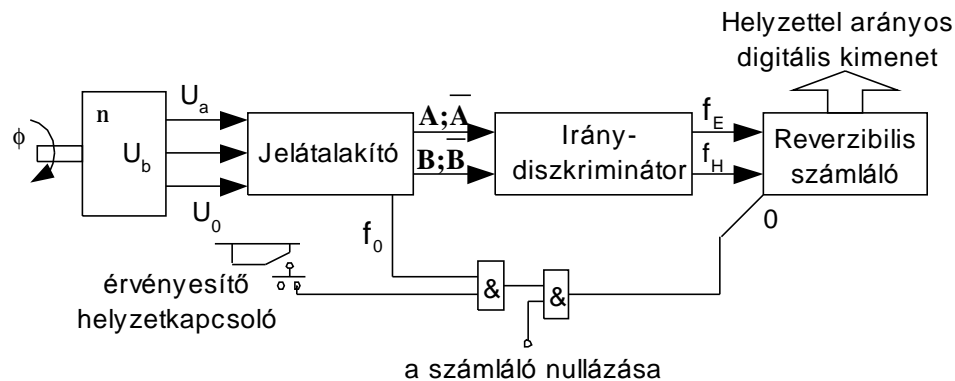 Helyzettel arányos
digitális kimenet
n
ϕ
U_a
U_b
U_0
Jelátalakító
A;A̅
B;B̅
Irány-
diszkriminátor
f_E
f_H
Reverzibilis
számláló
0
f_0
érvényesítő
helyzetkapcsoló
&
&
a számláló nullázása